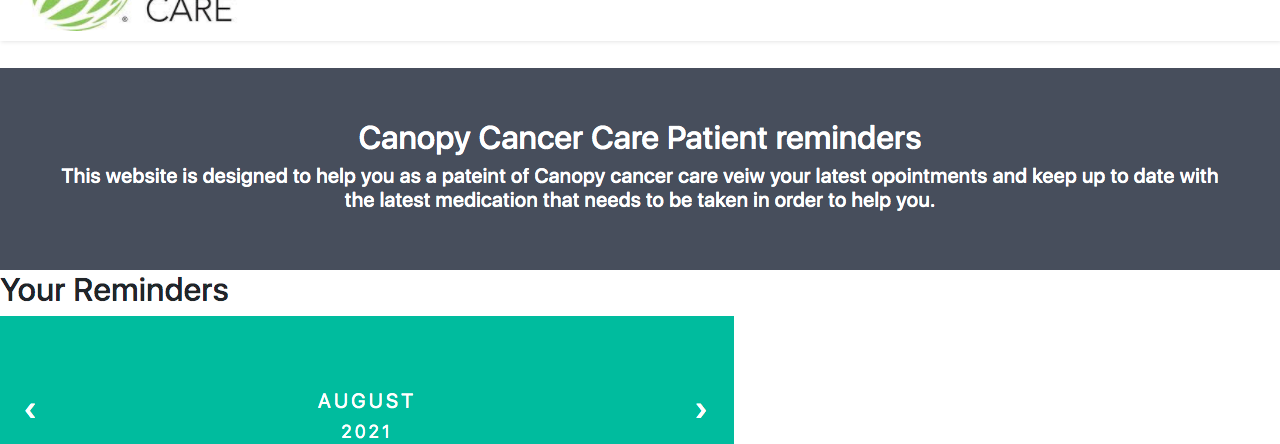 ® CARE
Canopy Cancer Care Patient reminders
This website is designed to help you as a pateint of Canopy cancer care veiw your latest opointments and keep up to date with
the latest medication that needs to be taken in order to help you.
Your Reminders
‹ AUGUST ›
2021